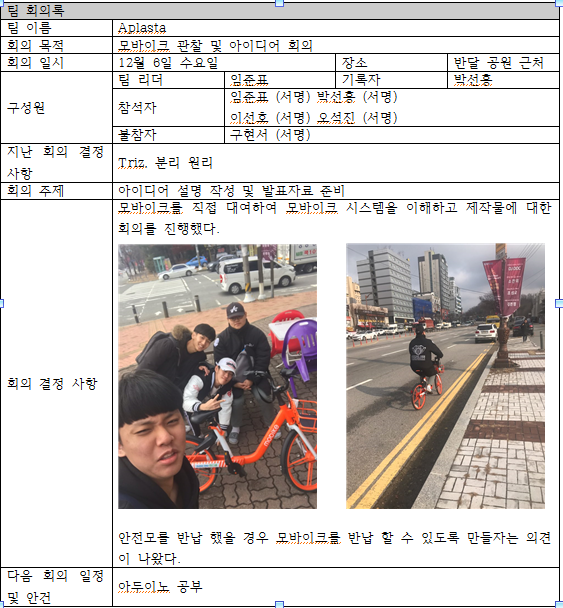 팀 회의록
팀 이름 Aplasta
회의 목적 모바이크 관찰 및 아이디어 회의
회의 일시 12월 6일 수요일 장소 반달 공원 근처
구성원 팀 리더 임준표 기록자 박선홍
참석자 임준표 (서명) 박선홍 (서명)
이선호 (서명) 오석진 (서명)
불참자 구현서 (서명)
지난 회의 결정
사항
Triz, 분리 원리
회의 주제 아이디어 설명 작성 및 발표자료 준비
회의 결정 사항
모바이크를 직접 대여하여 모바이크 시스템을 이해하고 제작물에 대한
회의를 진행했다.
안전모를 반납 했을 경우 모바이크를 반납 할 수 있도록 만들자는 의견
이 나왔다.
다음 회의 일정
및 안건
아두이노 공부